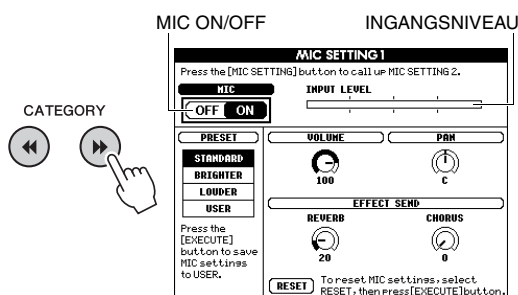 MIC ON/OFF
INGANGSNIVEAU
MIC SETTING1
Press the [MIC SETTING] button to call up MIC SETTING 2.
MIC
INPUT LEVEL
OFF ON
CATEGORY
PRESET
VOLUME
PAN
STANDARD
BRIGHTER
LOUDER
USER
100
C
EFFECT SEND
REVERB
CHORUS
20
0
Press the
[EXECUTE]
button to save
MIC settings
to USER.
RESET
To reset MIC settings, select
RESET, then press [EXECUTE] button.